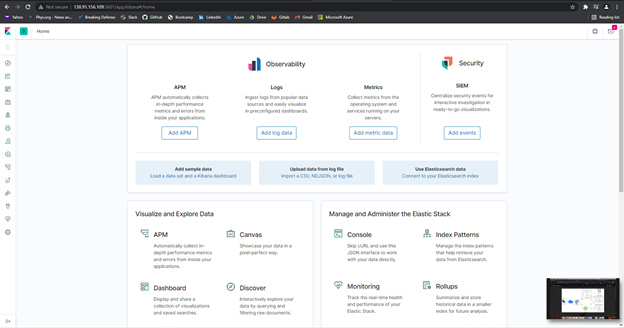 Not secure | 138.91.156.109:5601/app/kibana#/home
Yahoo Phys.org - News an... Breaking Defense Slack GitHub Bootcamp LinkedIn Azure Drive Gitlab Gmail Microsoft Azure Reading list
Home
Observability
Security
APM
APM automatically collects
in-depth performance
metrics and errors from
inside your applications.
Add APM
Logs
Ingest logs from popular data
sources and easily visualize
in preconfigured dashboards.
Add log data
Metrics
Collect metrics from the
operating system and
services running on your
servers.
Add metric data
SIEM
Centralize security events for
interactive investigation in
ready-to-go visualizations.
Add events
Add sample data
Load a data set and a Kibana dashboard
Upload data from log file
Import a CSV, NDJSON, or log file
Use Elasticsearch data
Connect to your Elasticsearch index
Visualize and Explore Data
APM
Automatically collect in-
depth performance metrics
and errors from inside your
applications.
Canvas
Showcase your data in a
pixel-perfect way.
Dashboard
Display and share a
collection of visualizations
and saved searches.
Discover
Interactively explore your
data by querying and
filtering raw documents.
Manage and Administer the Elastic Stack
Console
Skip cURL and use this
JSON interface to work
with your data directly.
Index Patterns
Manage the index patterns
that help retrieve your
data from Elasticsearch.
Monitoring
Track the real-time health
and performance of your
Elastic Stack.
Rollups
Summarize and store
historical data in a smaller
index for future analysis.